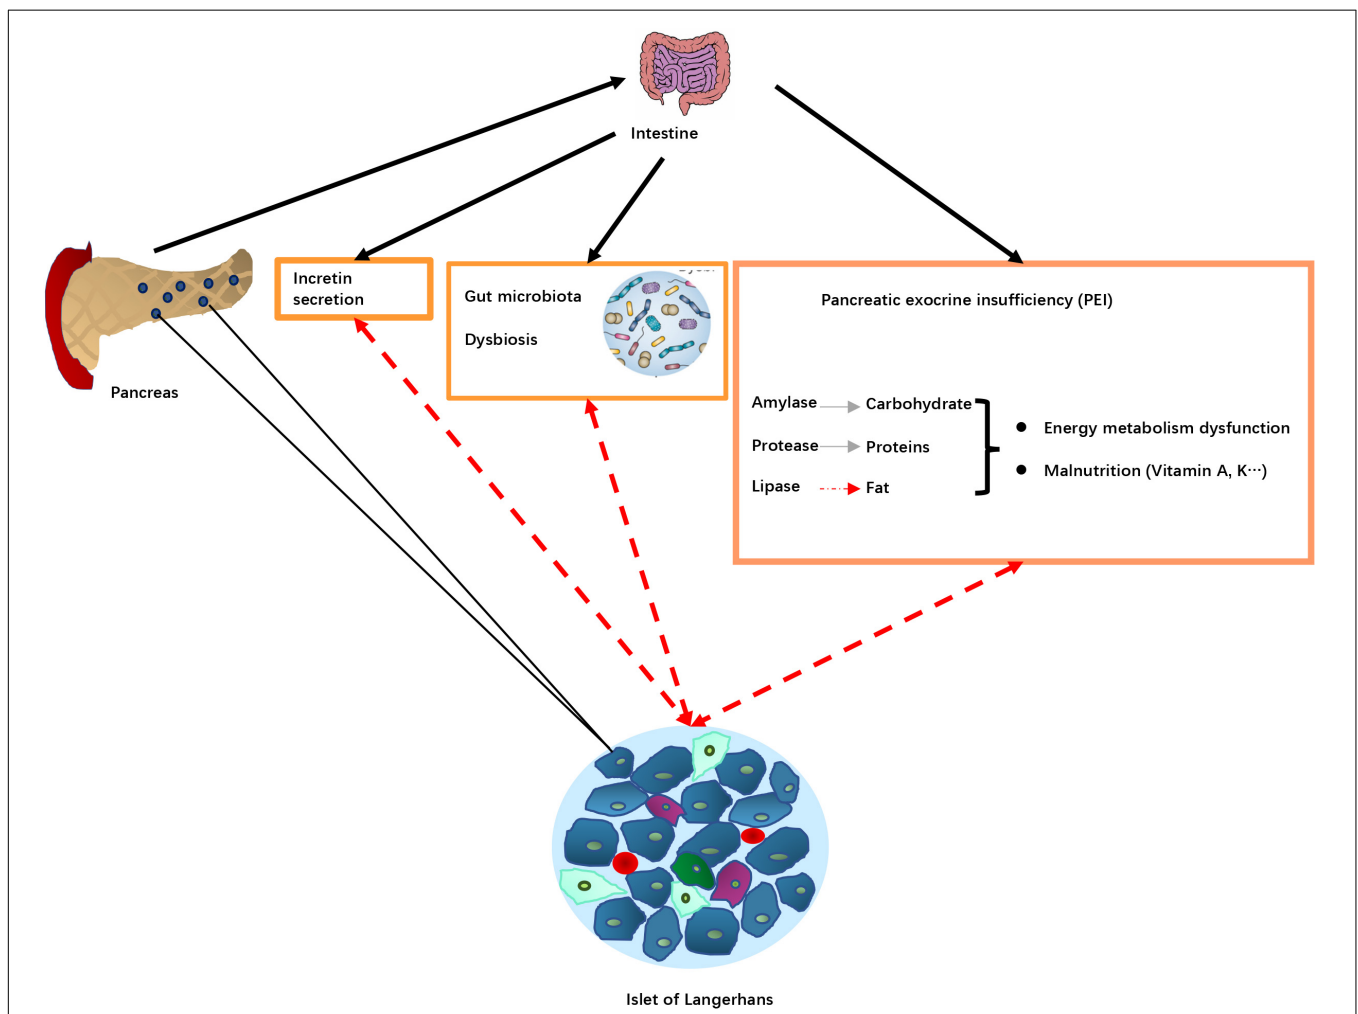 Intestine
Pancreas
Incretin
secretion
Gut microbiota
Dysbiosis
Pancreatic exocrine insufficiency (PEI)
Amylase
Carbohydrate
Protease
Proteins
Lipase
Fat
Energy metabolism dysfunction
Malnutrition (Vitamin A, K⋯)
Islet of Langerhans